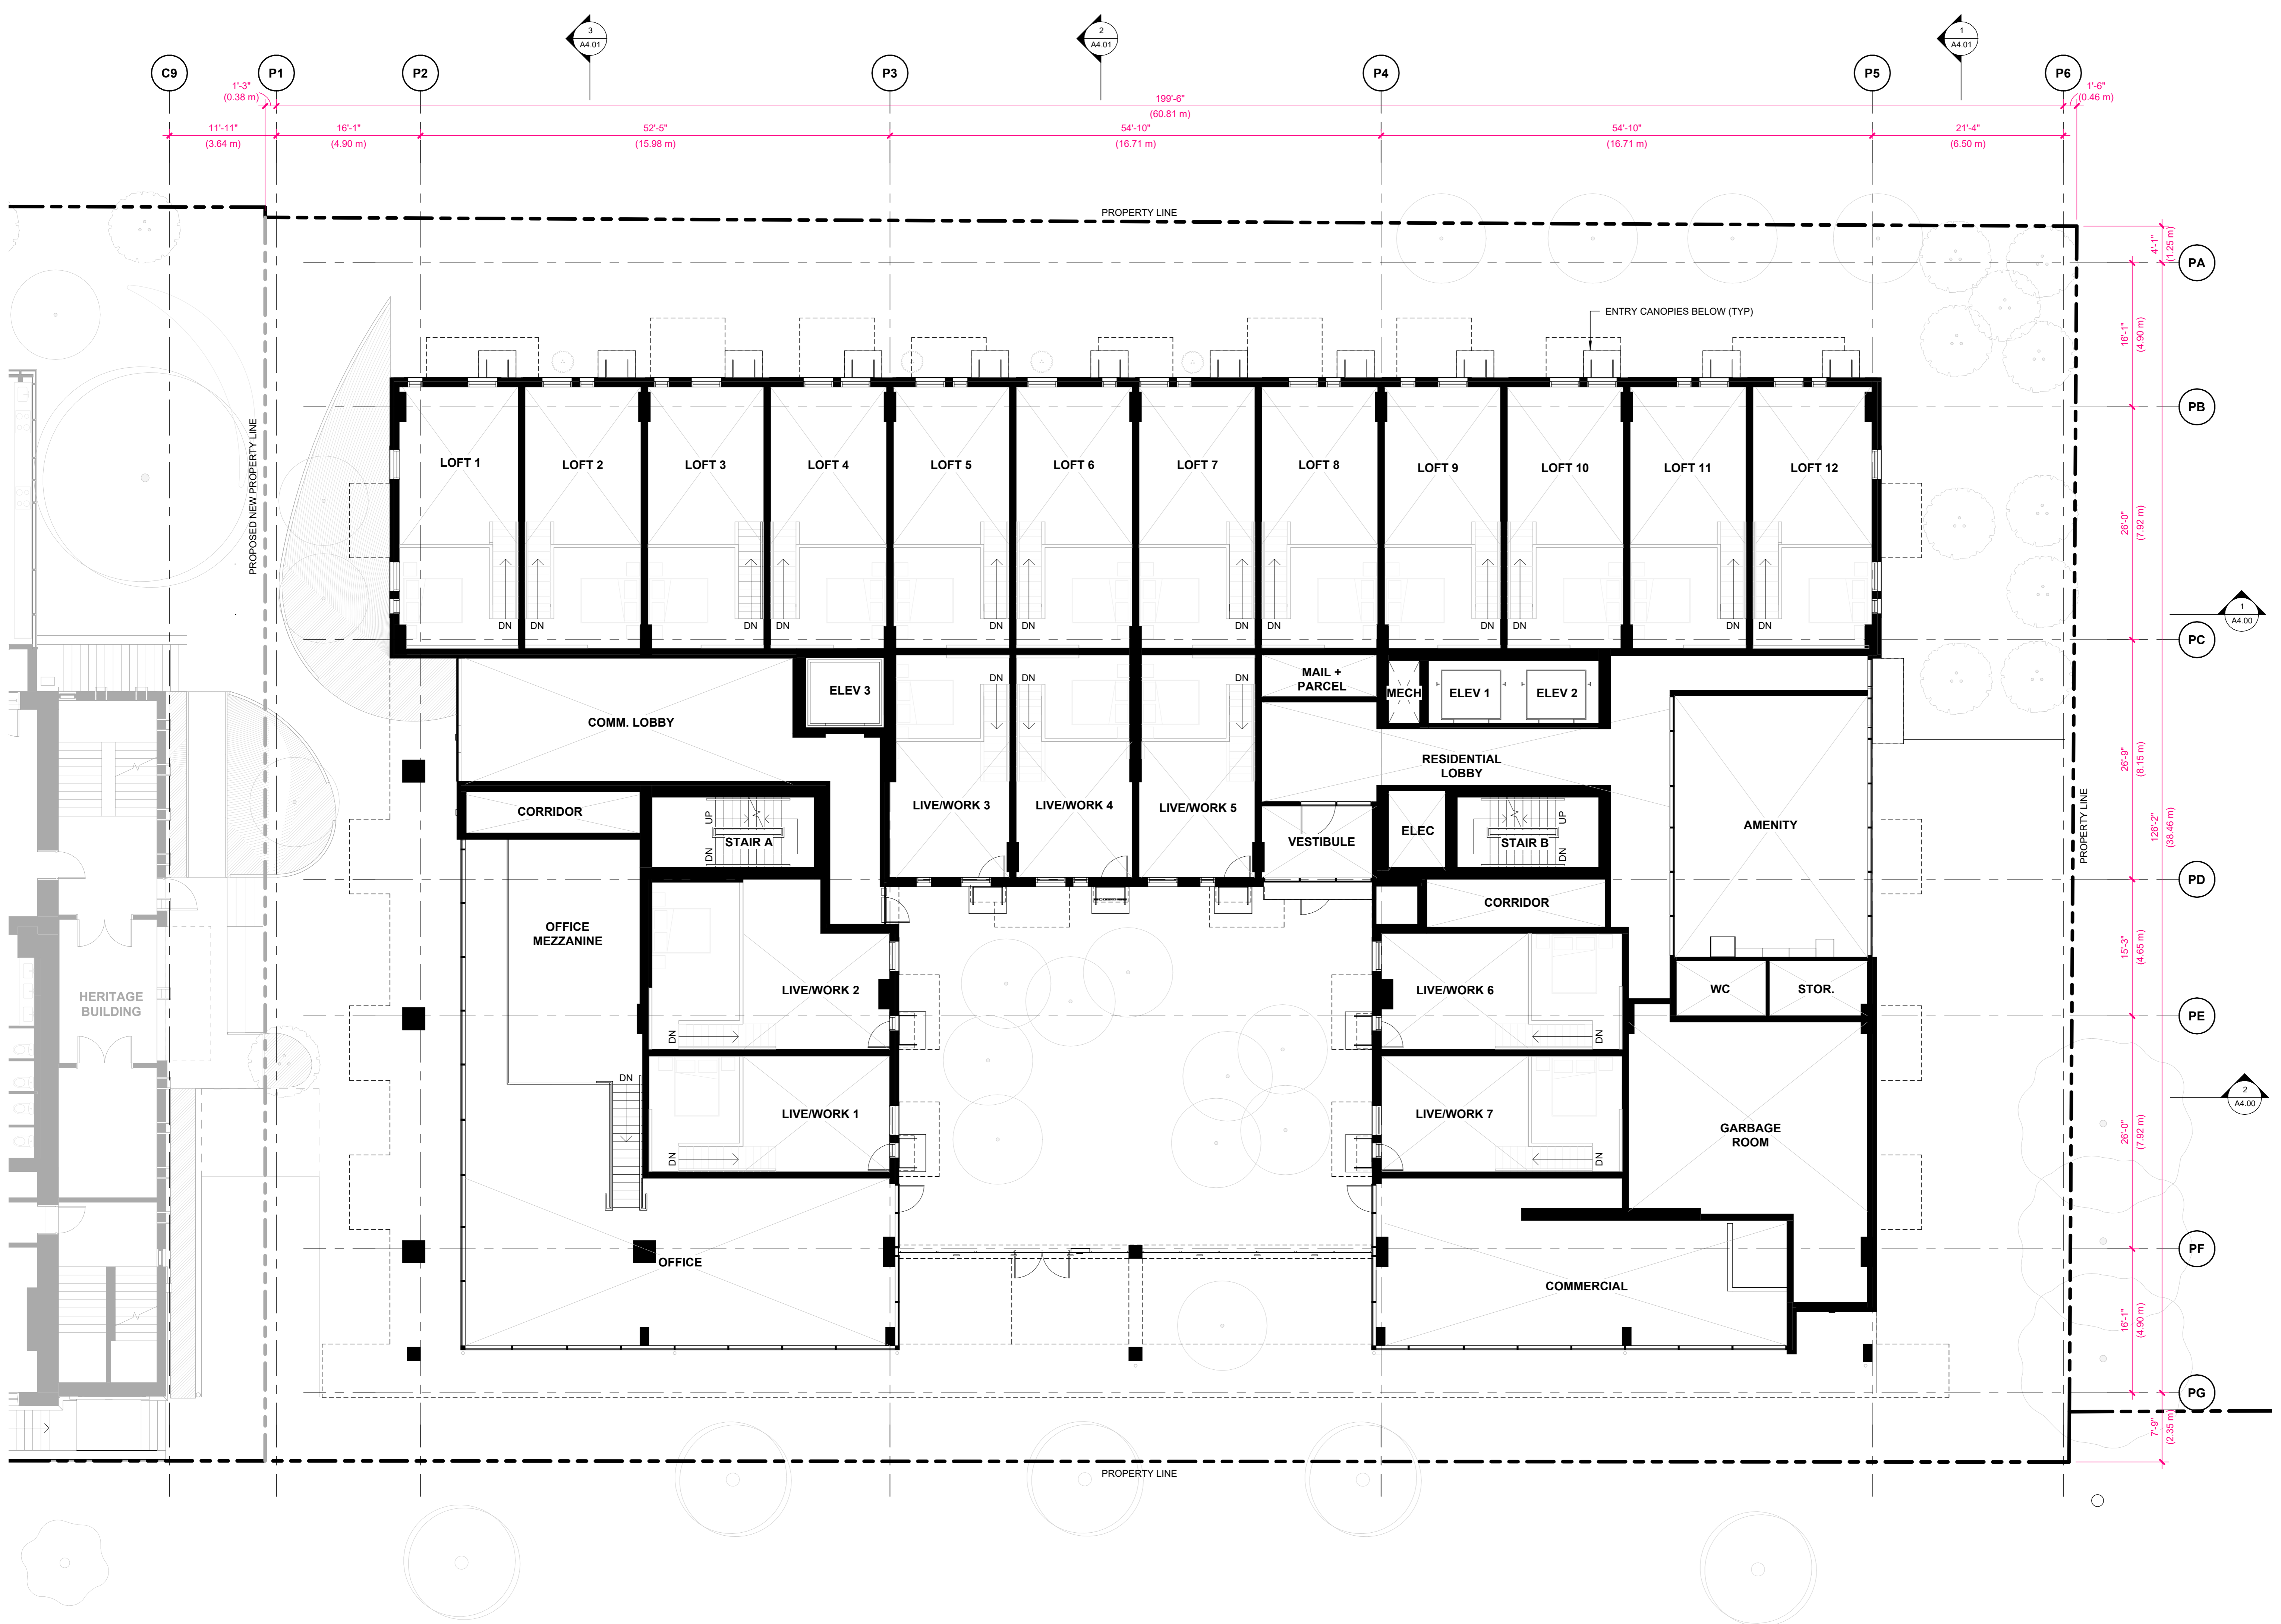 3
A4.01
2
A4.01
1
A4.01
C9
P1
P2
P3
P4
P5
P6
1'-3"
(0.38 m)
199'-6"
(60.81 m)
1'-6"
(0.46 m)
11'-11"
(3.64 m)
16'-1"
(4.90 m)
52'-5"
(15.98 m)
54'-10"
(16.71 m)
54'-10"
(16.71 m)
21'-4"
(6.50 m)
PROPERTY LINE
4'-1"
(1.25 m)
PA
ENTRY CANOPIES BELOW (TYP)
16'-1"
(4.90 m)
PB
PROPOSED NEW PROPERTY LINE
LOFT 1
LOFT 2
LOFT 3
LOFT 4
LOFT 5
LOFT 6
LOFT 7
LOFT 8
LOFT 9
LOFT 10
LOFT 11
LOFT 12
26'-0"
(7.92 m)
DN
DN
DN
DN
DN
DN
DN
DN
DN
DN
DN
DN
1
A4.00
PC
ELEV 3
COMM. LOBBY
DN
DN
DN
MAIL +
PARCEL
MECH
ELEV 1
ELEV 2
RESIDENTIAL
LOBBY
26'-9"
(8.15 m)
126'-2"
(38.46 m)
PROPERTY LINE
CORRIDOR
UP
DN
STAIR A
LIVE/WORK 3
LIVE/WORK 4
LIVE/WORK 5
VESTIBULE
ELEC
UP
DN
STAIR B
AMENITY
PD
CORRIDOR
OFFICE
MEZZANINE
15'-3"
(4.65 m)
HERITAGE
BUILDING
LIVE/WORK 2
DN
LIVE/WORK 6
DN
WC
STOR.
PE
DN
LIVE/WORK 1
DN
LIVE/WORK 7
DN
GARBAGE
ROOM
26'-0"
(7.92 m)
2
A4.00
PF
OFFICE
COMMERCIAL
16'-1"
(4.90 m)
PG
7'-9"
(2.35 m)
PROPERTY LINE